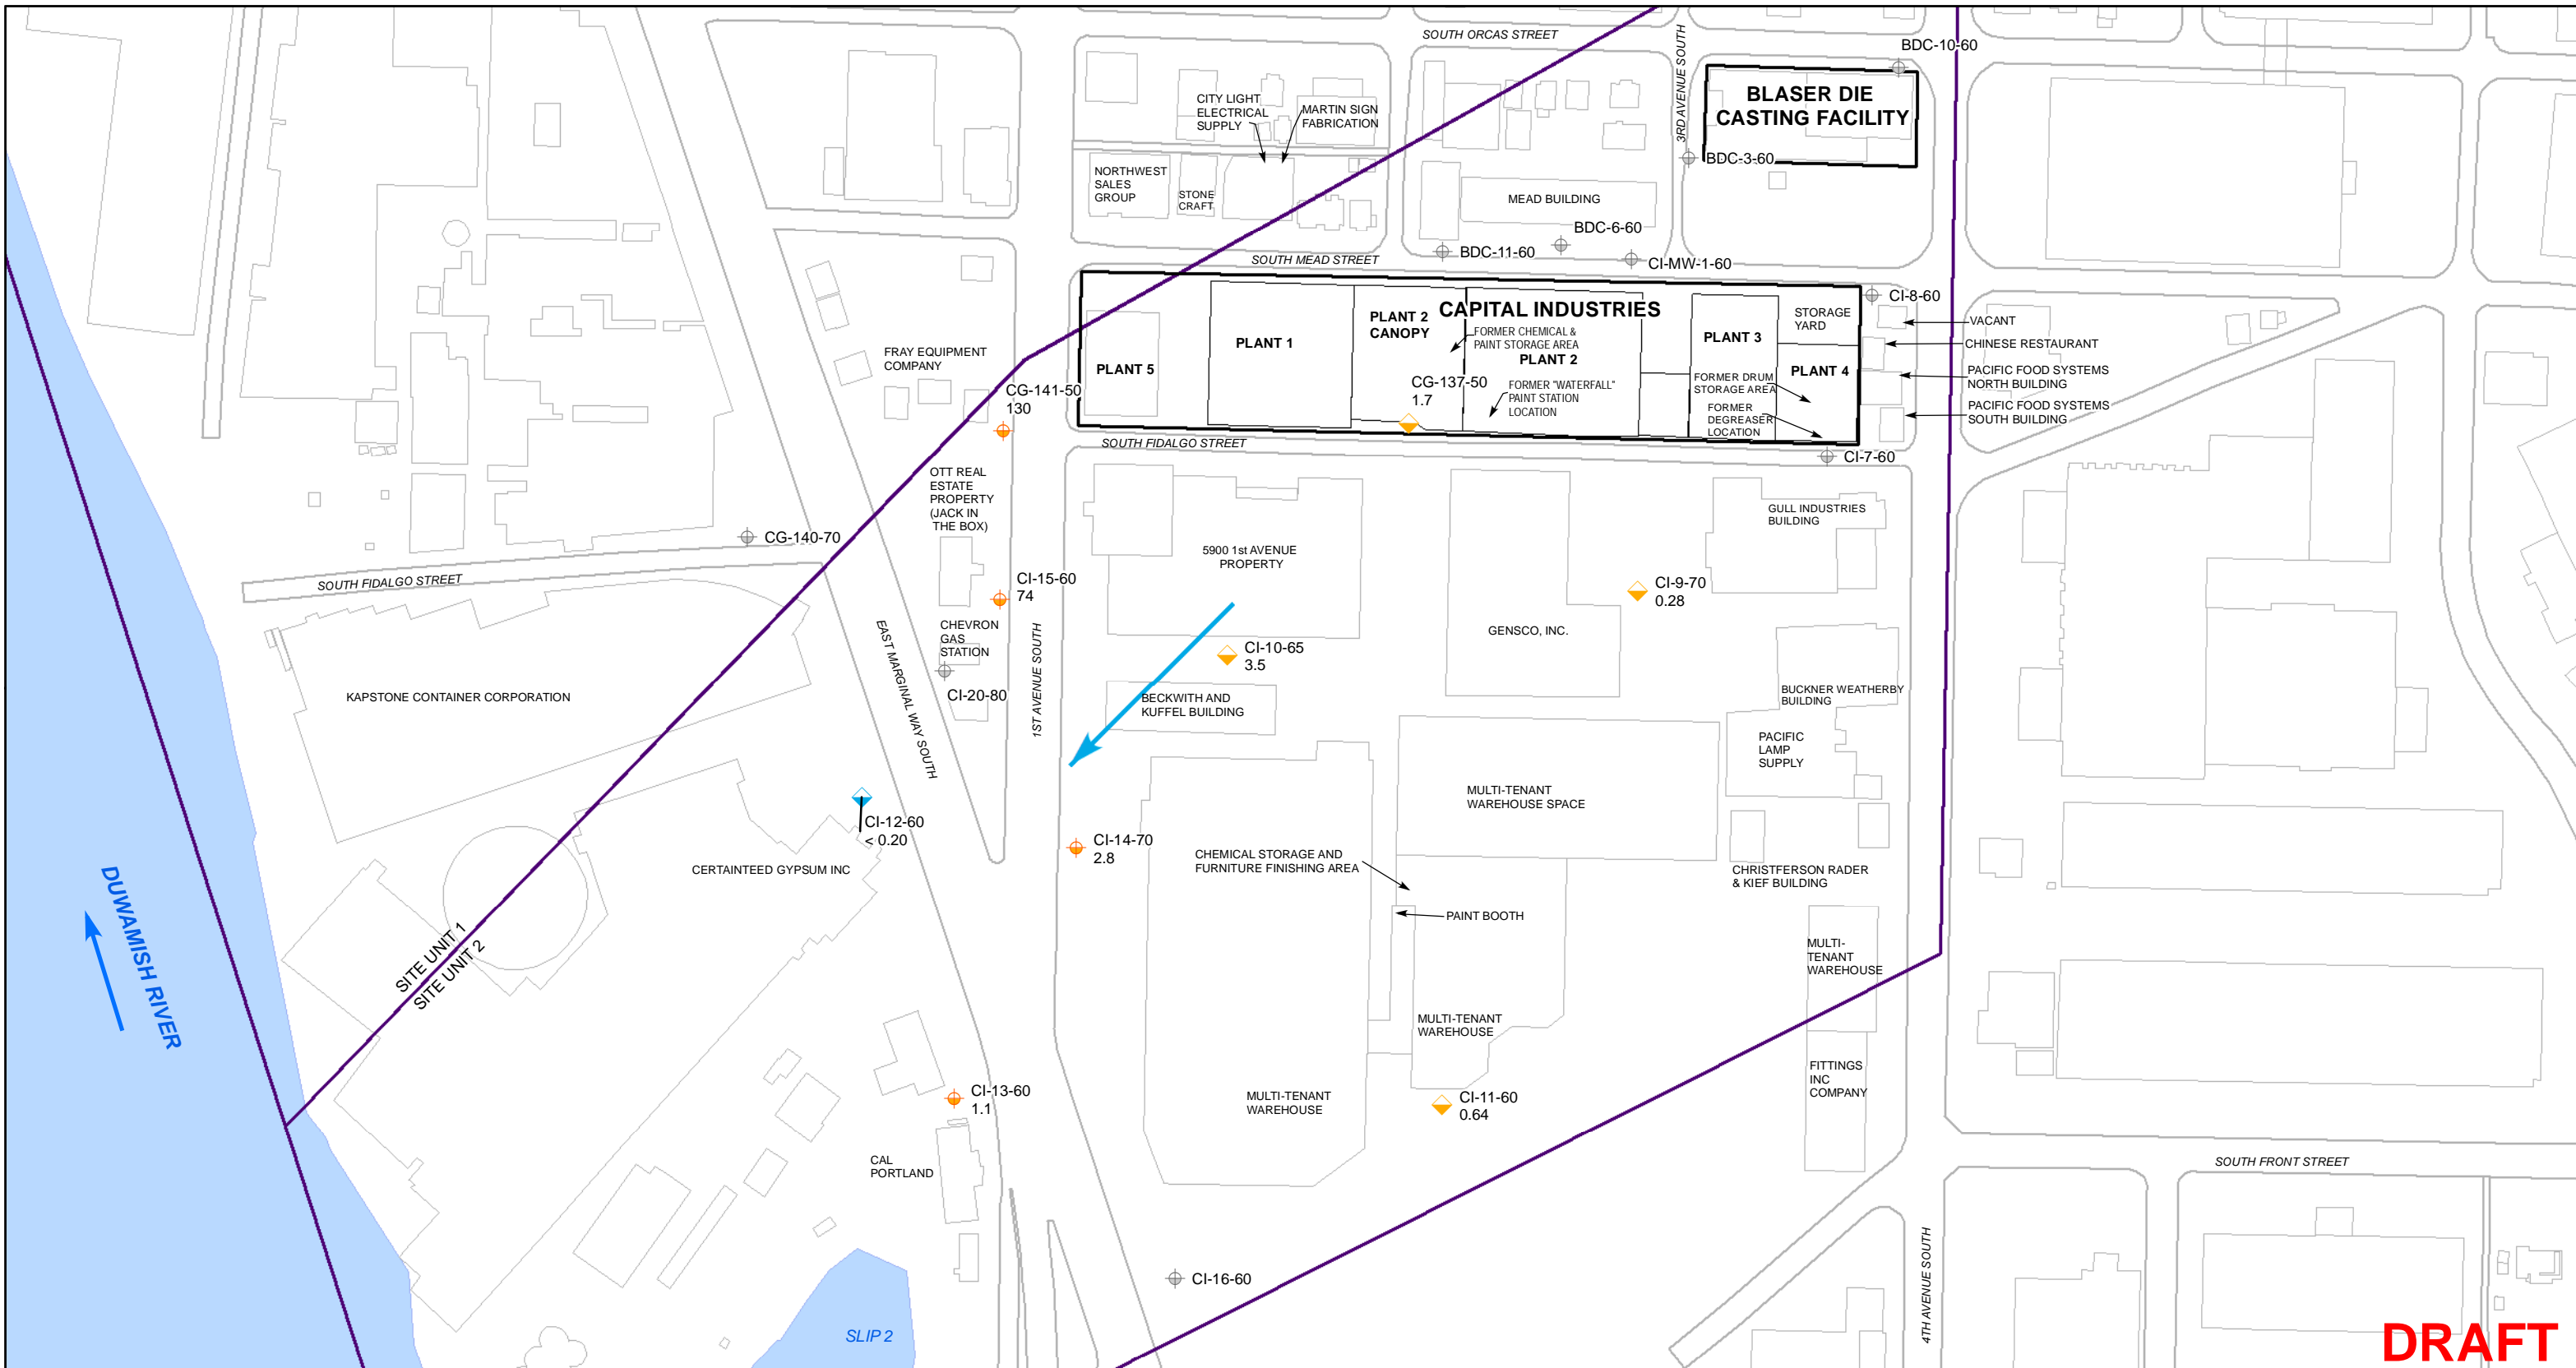 SOUTH ORCAS STREET
3RD AVENUE SOUTH
BDC-10-60
BLASER DIE
CASTING FACILITY
CITY LIGHT
ELECTRICAL
SUPPLY
MARTIN SIGN
FABRICATION
BDC-3-60
NORTHWEST
SALES
GROUP
STONE
CRAFT
MEAD BUILDING
BDC-6-60
BDC-11-60
SOUTH MEAD STREET
CI-MW-1-60
CI-8-60
CAPITAL INDUSTRIES
PLANT 5
PLANT 1
PLANT 2
CANOPY
FORMER CHEMICAL &
PAINT STORAGE AREA
PLANT 2
FORMER "WATERFALL"
PAINT STATION
LOCATION
PLANT 3
STORAGE
YARD
PLANT 4
FORMER DRUM
STORAGE AREA
FORMER
DEGREASER
LOCATION
VACANT
CHINESE RESTAURANT
PACIFIC FOOD SYSTEMS
NORTH BUILDING
PACIFIC FOOD SYSTEMS
SOUTH BUILDING
FRAY EQUIPMENT
COMPANY
CG-141-50
130
CG-137-50
1.7
SOUTH FIDALGO STREET
CI-7-60
OTT REAL
ESTATE
PROPERTY
(JACK IN
THE BOX)
CG-140-70
SOUTH FIDALGO STREET
5900 1st AVENUE
PROPERTY
GULL INDUSTRIES
BUILDING
CI-15-60
74
CI-9-70
0.28
CHEVRON
GAS
STATION
CI-20-80
EAST MARGINAL WAY SOUTH
1ST AVENUE SOUTH
CI-10-65
3.5
GENSCO, INC.
BECKWITH AND
KUFFEL BUILDING
KAPSTONE CONTAINER CORPORATION
BUCKNER WEATHERBY
BUILDING
PACIFIC
LAMP
SUPPLY
MULTI-TENANT
WAREHOUSE SPACE
CI-12-60
< 0.20
CI-14-70
2.8
CERTAINTEED GYPSUM INC
CHEMICAL STORAGE AND
FURNITURE FINISHING AREA
PAINT BOOTH
CHRISTFERSON RADER
& KIEF BUILDING
DUWAMISH RIVER
SITE UNIT 1
SITE UNIT 2
MULTI-
TENANT
WAREHOUSE
MULTI-TENANT
WAREHOUSE
FITTINGS
INC
COMPANY
CI-13-60
1.1
MULTI-TENANT
WAREHOUSE
CI-11-60
0.64
CAL
PORTLAND
SOUTH FRONT STREET
CI-16-60
4TH AVENUE SOUTH
SLIP 2
DRAFT